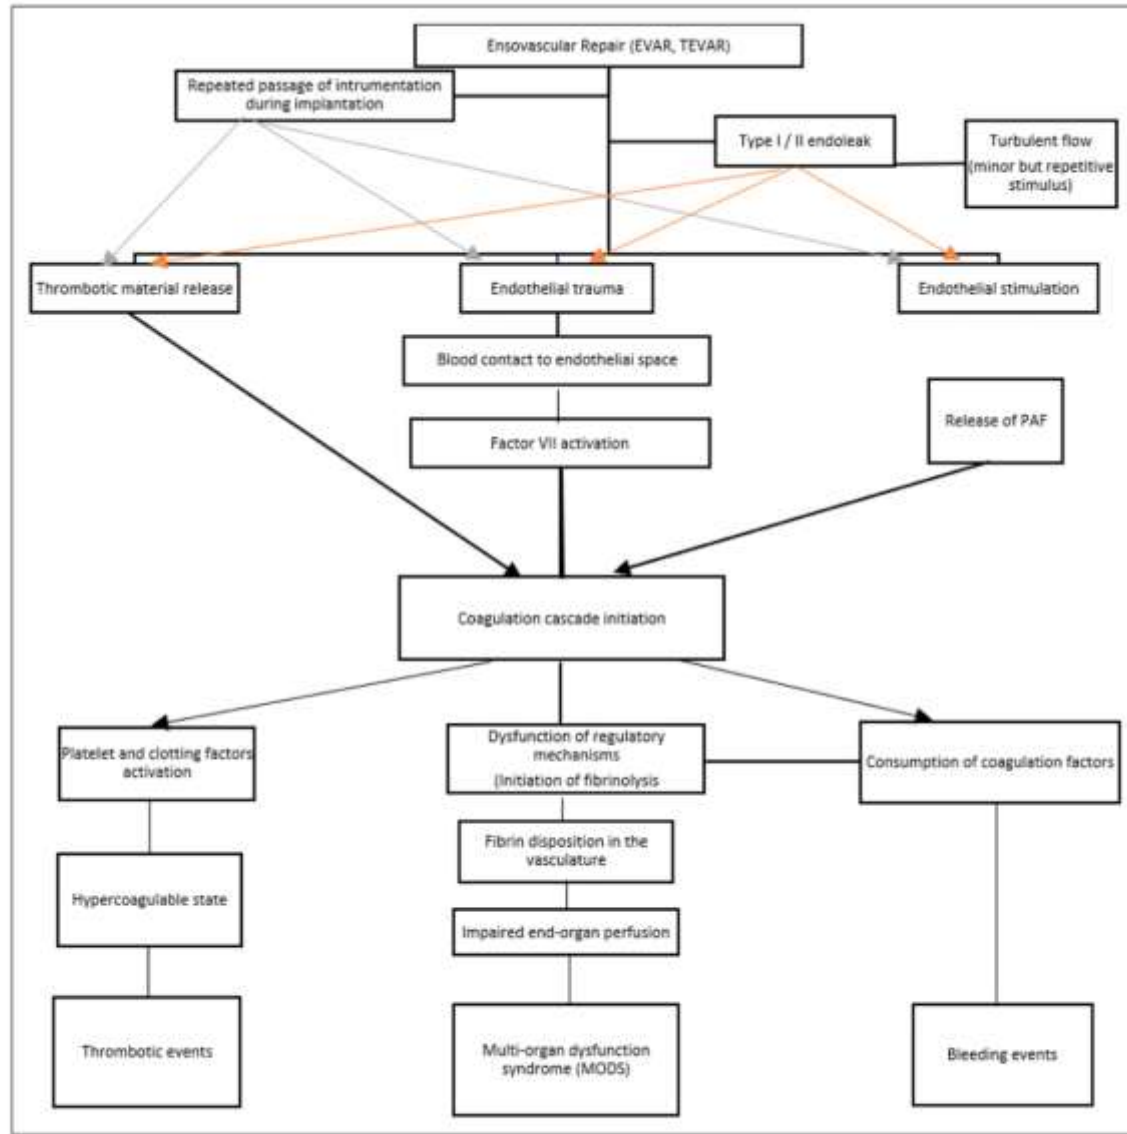 Ensovascular Repair (EVAR, TEVAR)
Repeated passage of intrumentation
during implantation
Type I / II endoleak
Turbulent flow
(minor but repetitive
stimulus)
Thrombotic material release
Endothelial trauma
Endothelial stimulation
Blood contact to endotheliai space
Release of PAF
Factor VII activation
Coagulation cascade initiation
Platelet and clotting factors
activation
Dysfunction of regulatory
mechanisms
(Initiation of fibrinolysis
Consumption of coagulation factors
Fibrin disposition in the
vasculature
Hypercoagulable state
Impaired end-organ perfusion
Thrombotic events
Multi-organ dysfunction
syndrome (MODS)
Bleeding events